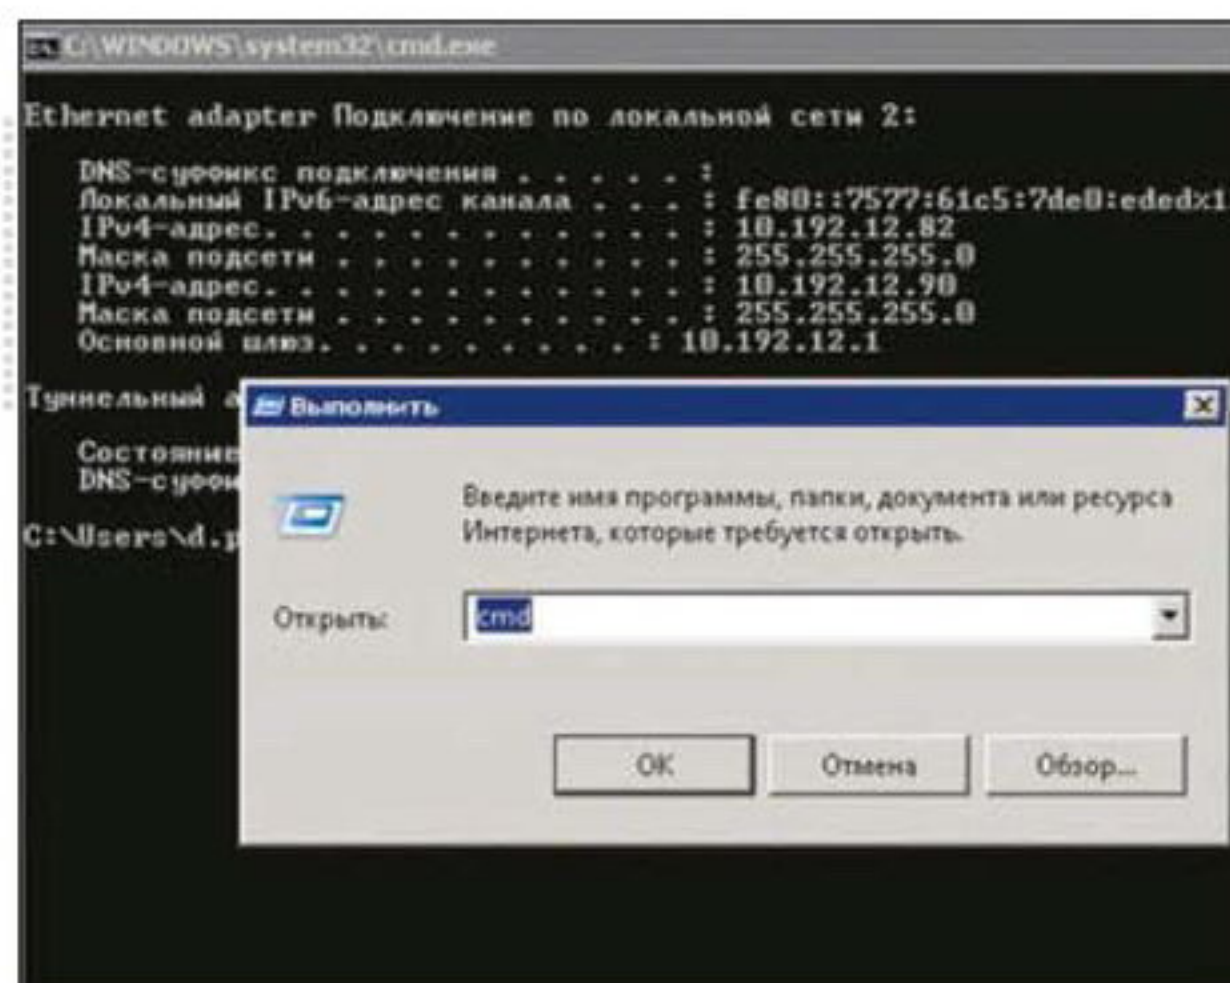 C:\WINDOWS\system32\cmd.exe
Ethernet adapter Подключение по локальной сети 2:
DNS-суффикс подключения . . . . . :
Локальный IPv6-адрес канала . . . : fe80::7577:61c5:7de0:eded%1
IPv4-адрес. . . . . . . . . . . . : 10.192.12.82
Маска подсети . . . . . . . . . . : 255.255.255.0
IPv4-адрес. . . . . . . . . . . . : 10.192.12.90
Маска подсети . . . . . . . . . . : 255.255.255.0
Основной шлюз. . . . . . . . . : 10.192.12.1
Туннельный а
Состояние
DNS-суфф
C:\Users\d.p
Выполнить
Введите имя программы, папки, документа или ресурса
Интернета, которые требуется открыть.
Открыть:
cmd
OK
Отмена
Обзор...